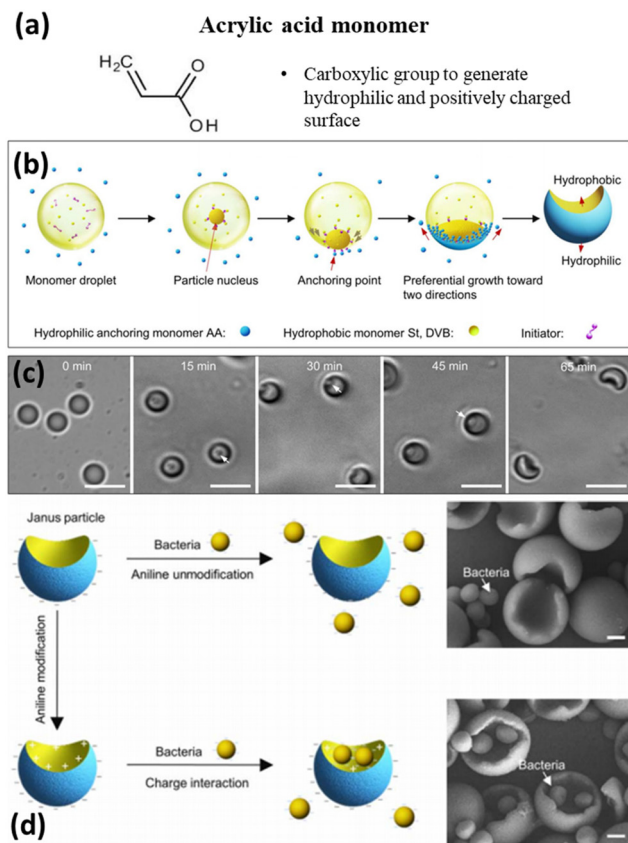 (a)
Acrylic acid monomer
H₂C
O
OH
• Carboxylic group to generate
hydrophilic and positively charged
surface
(b)
Hydrophobic
Hydrophilic
Monomer droplet
Particle nucleus
Anchoring point
Preferential growth toward
two directions
Hydrophilic anchoring monomer AA:
Hydrophobic monomer St, DVB:
Initiator:
(c)
0 min
15 min
30 min
45 min
65 min
Janus particle
Bacteria
Aniline unmodification
Bacteria
Aniline modification
Bacteria
Charge interaction
Bacteria
(d)